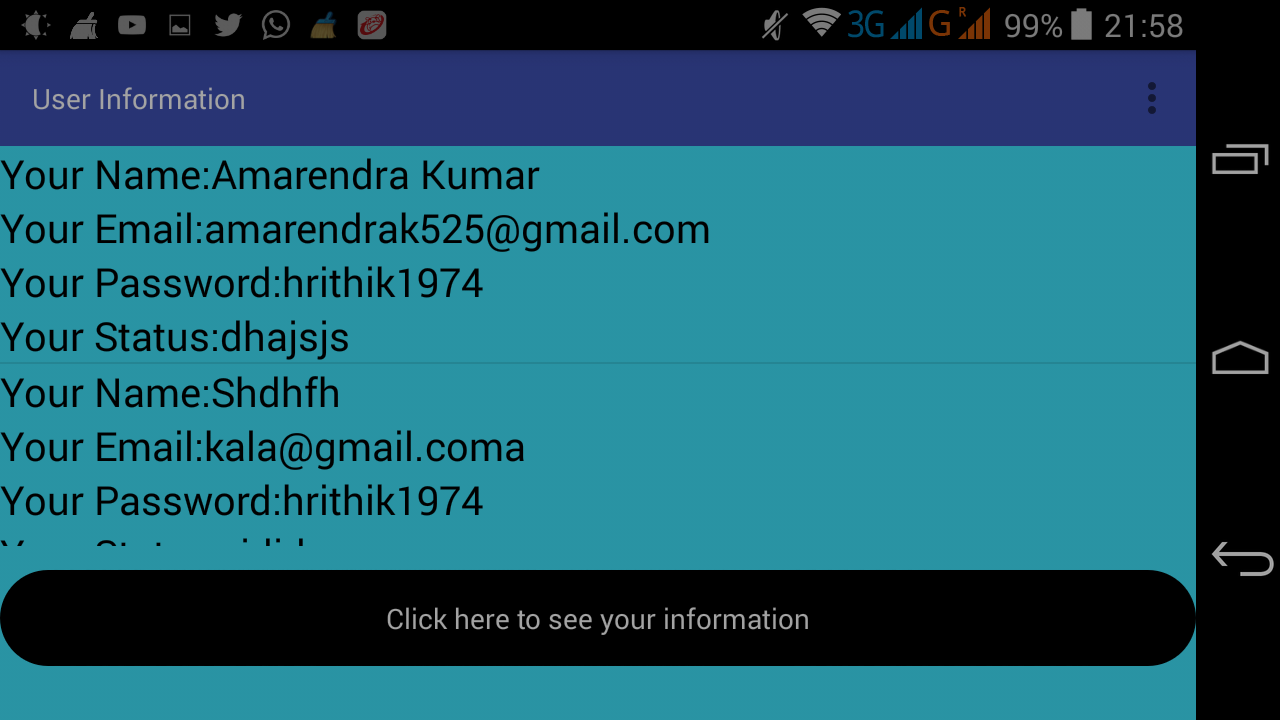 3G G R 99% 21:58
User Information
Your Name:Amarendra Kumar
Your Email:amarendrak525@gmail.com
Your Password:hrithik1974
Your Status:dhajsjs
Your Name:Shdhfh
Your Email:kala@gmail.coma
Your Password:hrithik1974
Click here to see your information